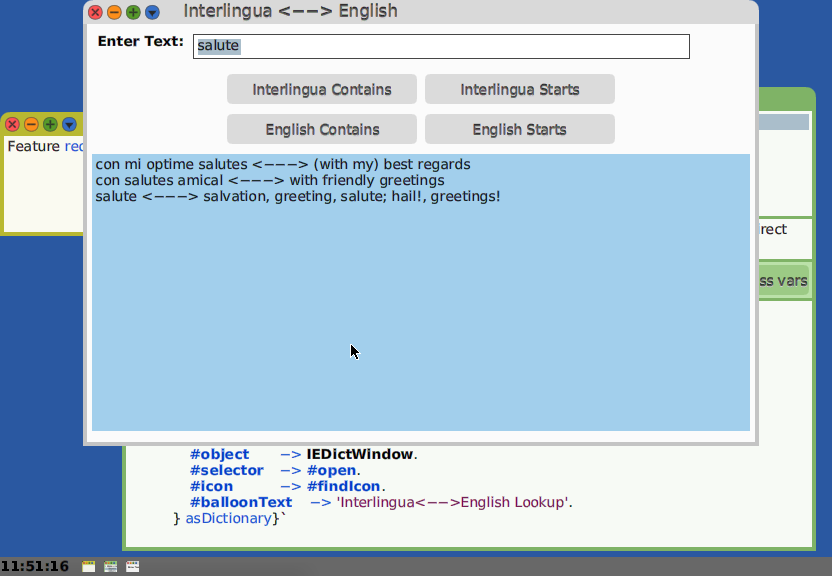 Interlingua <−−> English
Enter Text: salute
Interlingua Contains Interlingua Starts
English Contains English Starts
Feature
con mi optime salutes <−−−> (with my) best regards
con salutes amical <−−−> with friendly greetings
salute <−−−> salvation, greeting, salute; hail!, greetings!
ss vars
#object −> IEDictWindow.
#selector −> #open.
#icon −> #findIcon.
#balloonText −> 'Interlingua<−−>English Lookup'.
} asDictionary}`
11:51:16